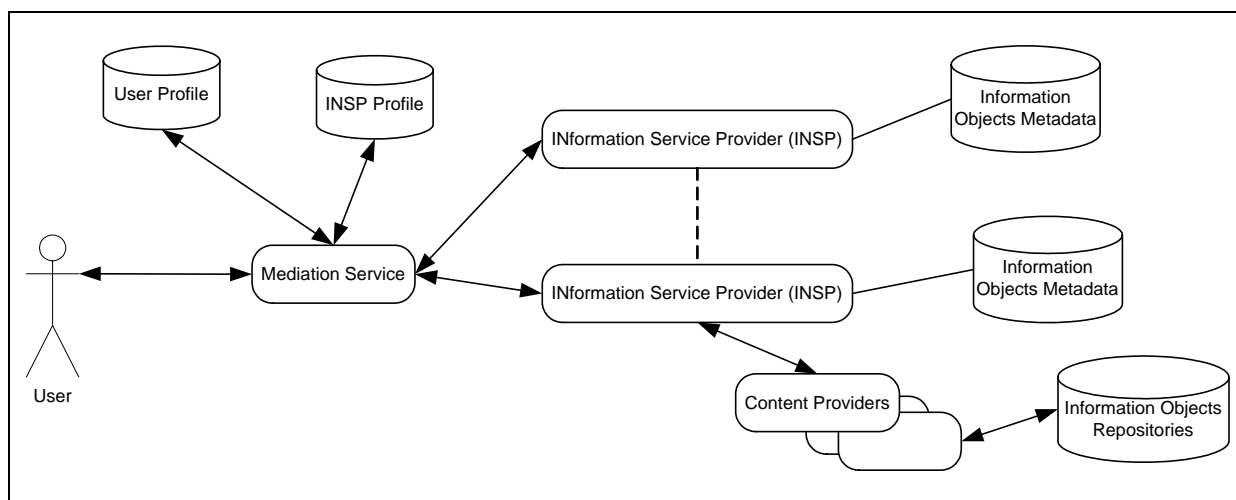 User Profile
INSP Profile
INformation Service Provider (INSP)
Information
Objects Metadata
Mediation Service
INformation Service Provider (INSP)
Information
Objects Metadata
User
Content Providers
Information Objects
Repositories